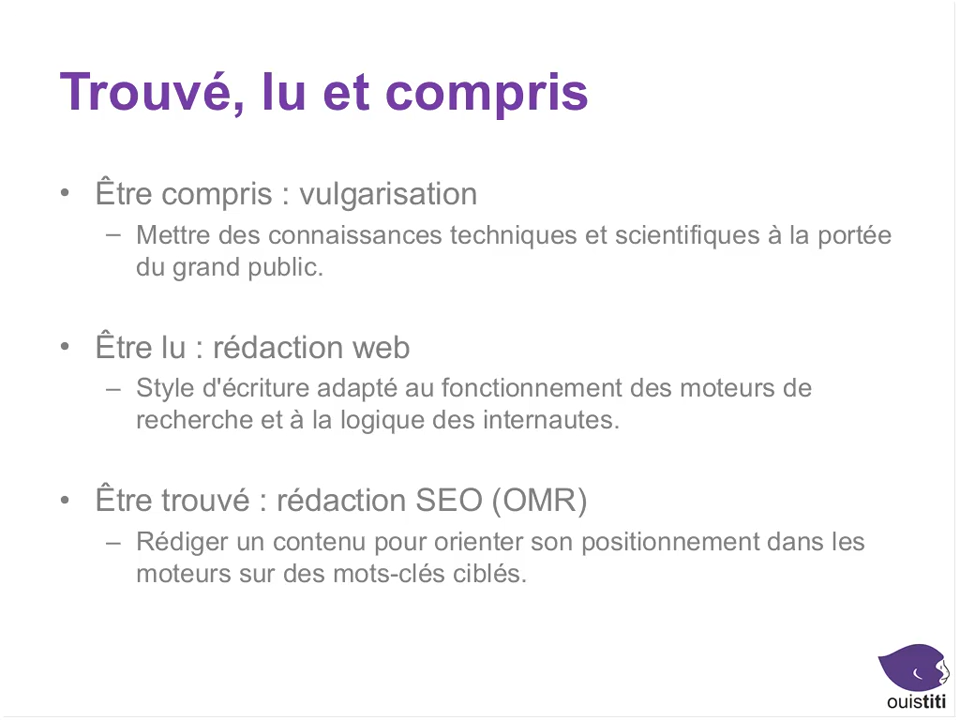 Trouvé, lu et compris
• Être compris : vulgarisation
– Mettre des connaissances techniques et scientifiques à la portée
du grand public.
• Être lu : rédaction web
– Style d'écriture adapté au fonctionnement des moteurs de
recherche et à la logique des internautes.
• Être trouvé : rédaction SEO (OMR)
– Rédiger un contenu pour orienter son positionnement dans les
moteurs sur des mots-clés ciblés.
ouistiti